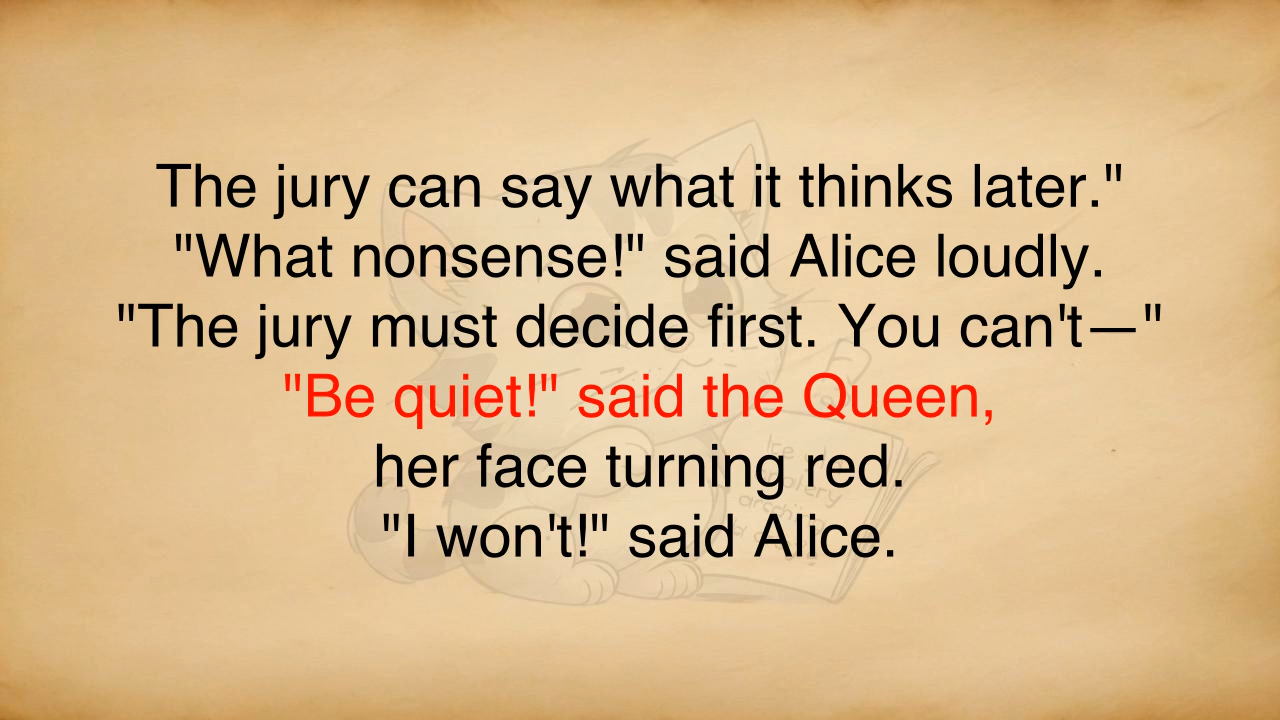 The jury can say what it thinks later."
"What nonsense!" said Alice loudly.
"The jury must decide first. You can't—"
"Be quiet!" said the Queen,
her face turning red.
"I won't!" said Alice.